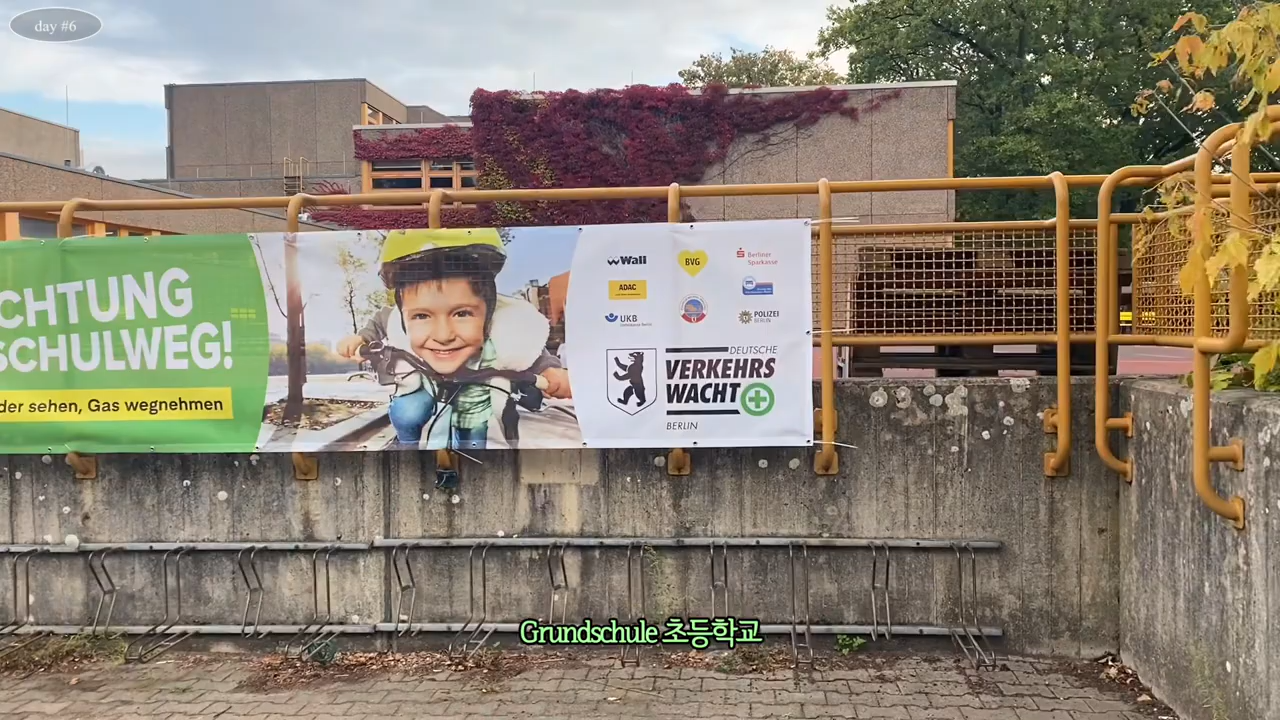 day #6
CHTUNG
SCHULWEG!
der sehen, Gas wegnehmen
Wall
BVG
Berliner
Sparkasse
ADAC
UKB
POLIZEI
BERLIN
DEUTSCHE
VERKEHRS
WACHT
BERLIN
Grundschule 초등학교